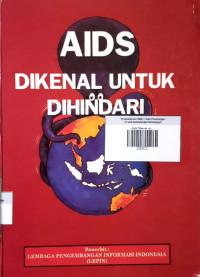 AIDS
DIKENAL UNTUK
DIHINDARI
Penerbit :
LEMBAGA PENGEMBANGAN INFORMASI INDONESIA
(LEPIN)